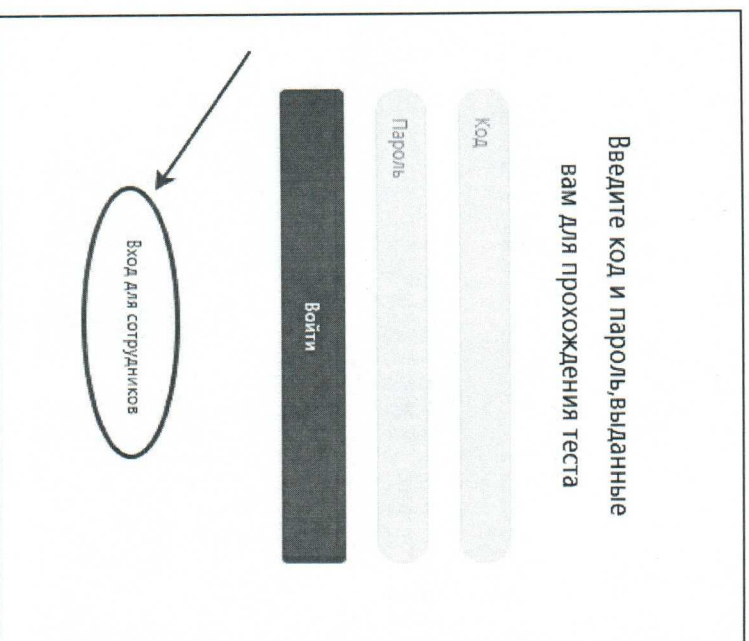 Введите код и пароль,выданные
вам для прохождения теста
Код
Пароль
Войти
Вход для сотрудников